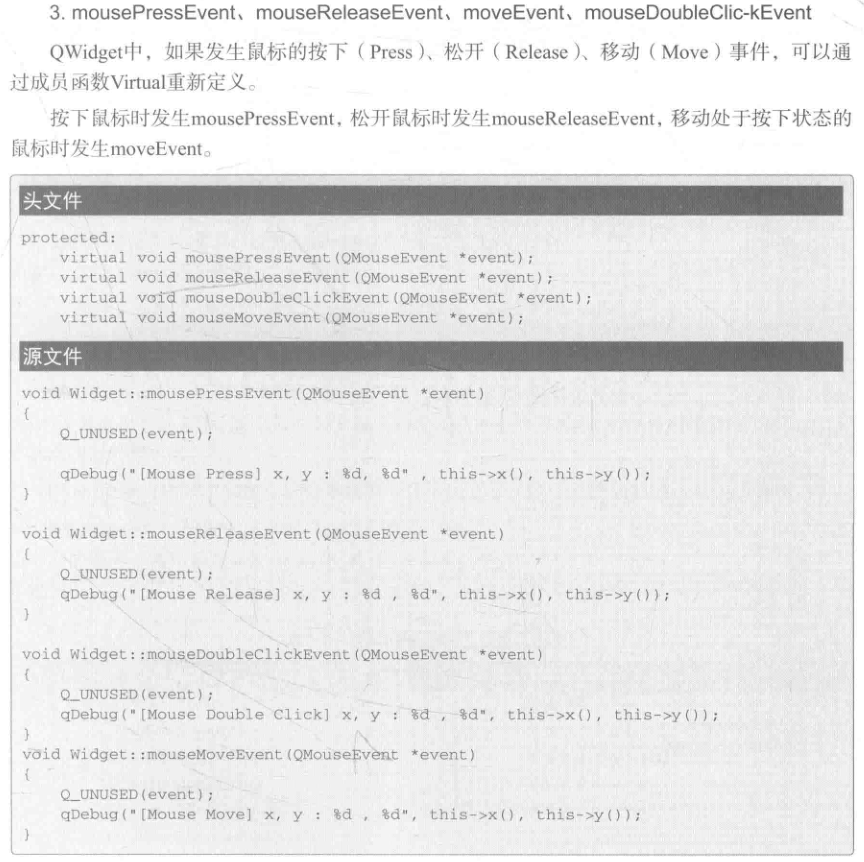 3. mousePressEvent、mouseReleaseEvent、moveEvent、mouseDoubleClic-kEvent
QWidget中，如果发生鼠标的按下（Press）、松开（Release）、移动（Move）事件，可以通
过成员函数Virtual重新定义。
按下鼠标时发生mousePressEvent，松开鼠标时发生mouseReleaseEvent，移动处于按下状态的
鼠标时发生moveEvent。
头文件
protected:
    virtual void mousePressEvent(QMouseEvent *event);
    virtual void mouseReleaseEvent(QMouseEvent *event);
    virtual void mouseDoubleClickEvent(QMouseEvent *event);
    virtual void mouseMoveEvent(QMouseEvent *event);
源文件
void Widget::mousePressEvent(QMouseEvent *event)
{
    Q_UNUSED(event);
    qDebug("[Mouse Press] x, y : %d, %d" , this->x(), this->y());
}
void Widget::mouseReleaseEvent(QMouseEvent *event)
{
    Q_UNUSED(event);
    qDebug("[Mouse Release] x, y : %d , %d", this->x(), this->y());
}
void Widget::mouseDoubleClickEvent(QMouseEvent *event)
{
    Q_UNUSED(event);
    qDebug("[Mouse Double Click] x, y : %d , %d", this->x(), this->y());
}
void Widget::mouseMoveEvent(QMouseEvent *event)
{
    Q_UNUSED(event);
    qDebug("[Mouse Move] x, y : %d , %d", this->x(), this->y());
}